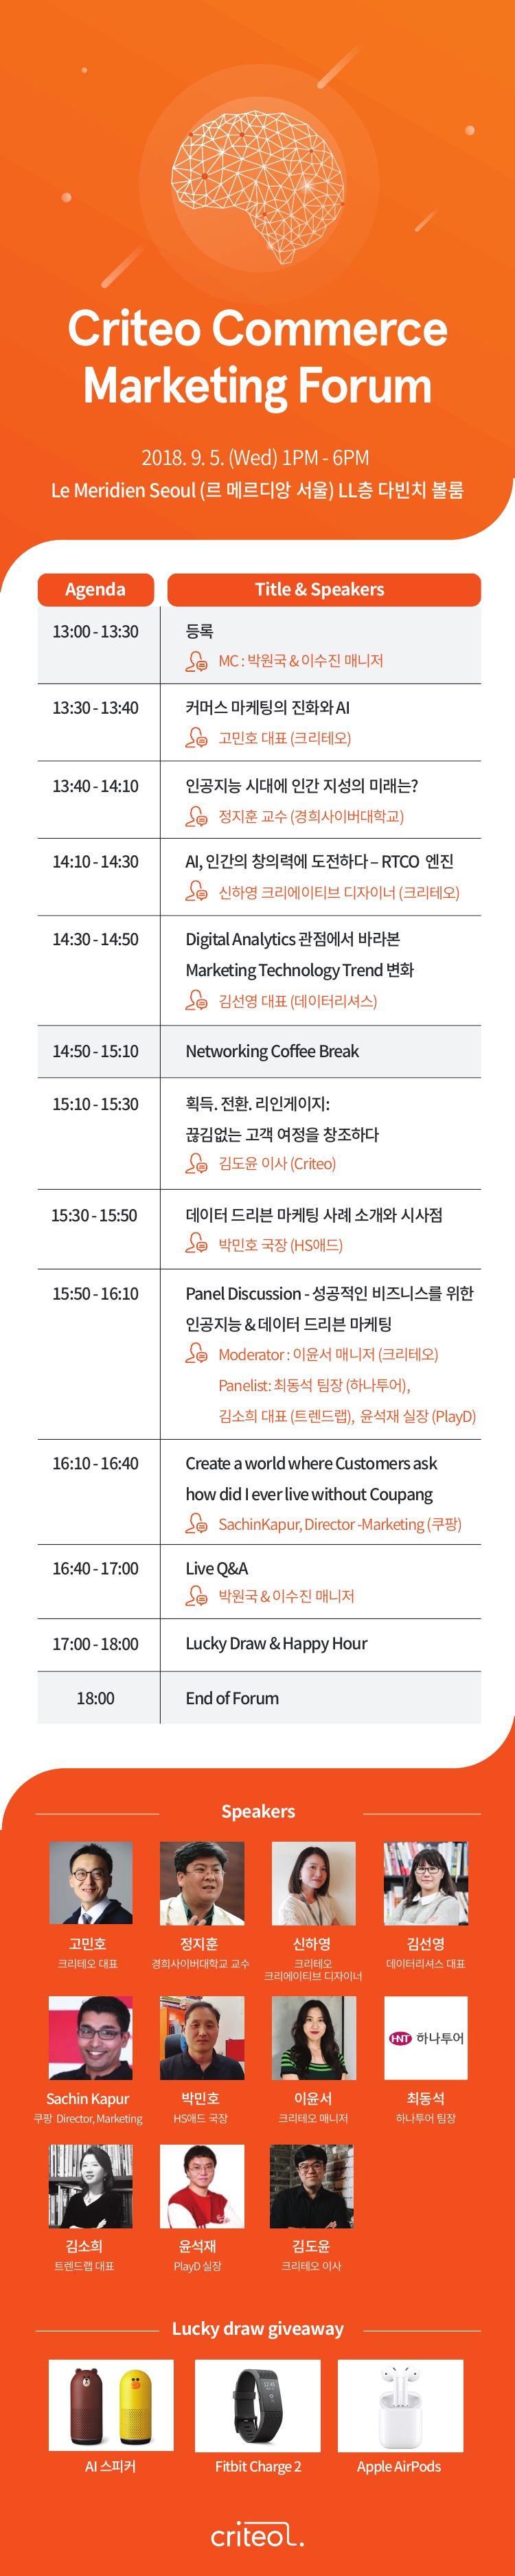 Criteo Commerce
Marketing Forum
2018. 9. 5. (Wed) 1PM - 6PM
Le Meridien Seoul (르 메르디앙 서울) LL층 다빈치 볼룸
Agenda
Title & Speakers
13:00 - 13:30
등록
MC : 박원국 & 이수진 매니저
13:30 - 13:40
커머스 마케팅의 진화와 AI
고민호 대표 (크리테오)
13:40 - 14:10
인공지능 시대에 인간 지성의 미래는?
정지훈 교수 (경희사이버대학교)
14:10 - 14:30
AI, 인간의 창의력에 도전하다 – RTCO 엔진
신하영 크리에이티브 디자이너 (크리테오)
14:30 - 14:50
Digital Analytics 관점에서 바라본
Marketing Technology Trend 변화
김선영 대표 (데이터리셔스)
14:50 - 15:10
Networking Coffee Break
15:10 - 15:30
획득. 전환. 리인게이지:
끊김없는 고객 여정을 창조하다
김도윤 이사 (Criteo)
15:30 - 15:50
데이터 드리븐 마케팅 사례 소개와 시사점
박민호 국장 (HS애드)
15:50 - 16:10
Panel Discussion - 성공적인 비즈니스를 위한
인공지능 & 데이터 드리븐 마케팅
Moderator : 이윤서 매니저 (크리테오)
Panelist: 최동석 팀장 (하나투어),
김소희 대표 (트렌드랩), 윤석재 실장 (PlayD)
16:10 - 16:40
Create a world where Customers ask
how did I ever live without Coupang
SachinKapur, Director -Marketing (쿠팡)
16:40 - 17:00
Live Q&A
박원국 & 이수진 매니저
17:00 - 18:00
Lucky Draw & Happy Hour
18:00
End of Forum
Speakers
고민호
크리테오 대표
정지훈
경희사이버대학교 교수
신하영
크리테오
크리에이티브 디자이너
김선영
데이터리셔스 대표
HNT 하나투어
Sachin Kapur
쿠팡 Director, Marketing
박민호
HS애드 국장
이윤서
크리테오 매니저
최동석
하나투어 팀장
김소희
트렌드랩 대표
윤석재
PlayD 실장
김도윤
크리테오 이사
Lucky draw giveaway
AI 스피커
Fitbit Charge 2
Apple AirPods
criteo